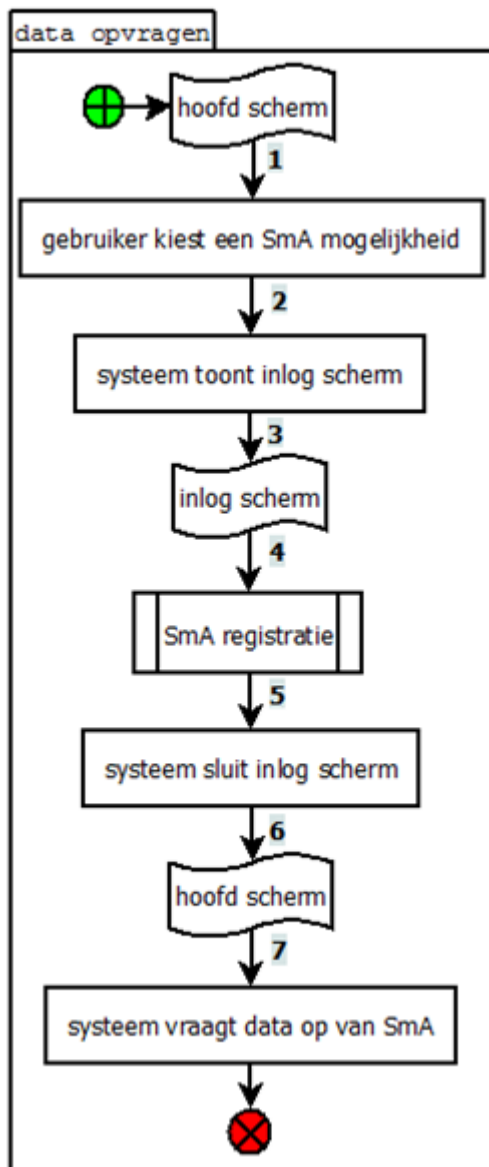 data opvragen
hoofd scherm
1
gebruiker kiest een SmA mogelijkheid
2
systeem toont inlog scherm
3
inlog scherm
4
SmA registratie
5
systeem sluit inlog scherm
6
hoofd scherm
7
systeem vraagt data op van SmA